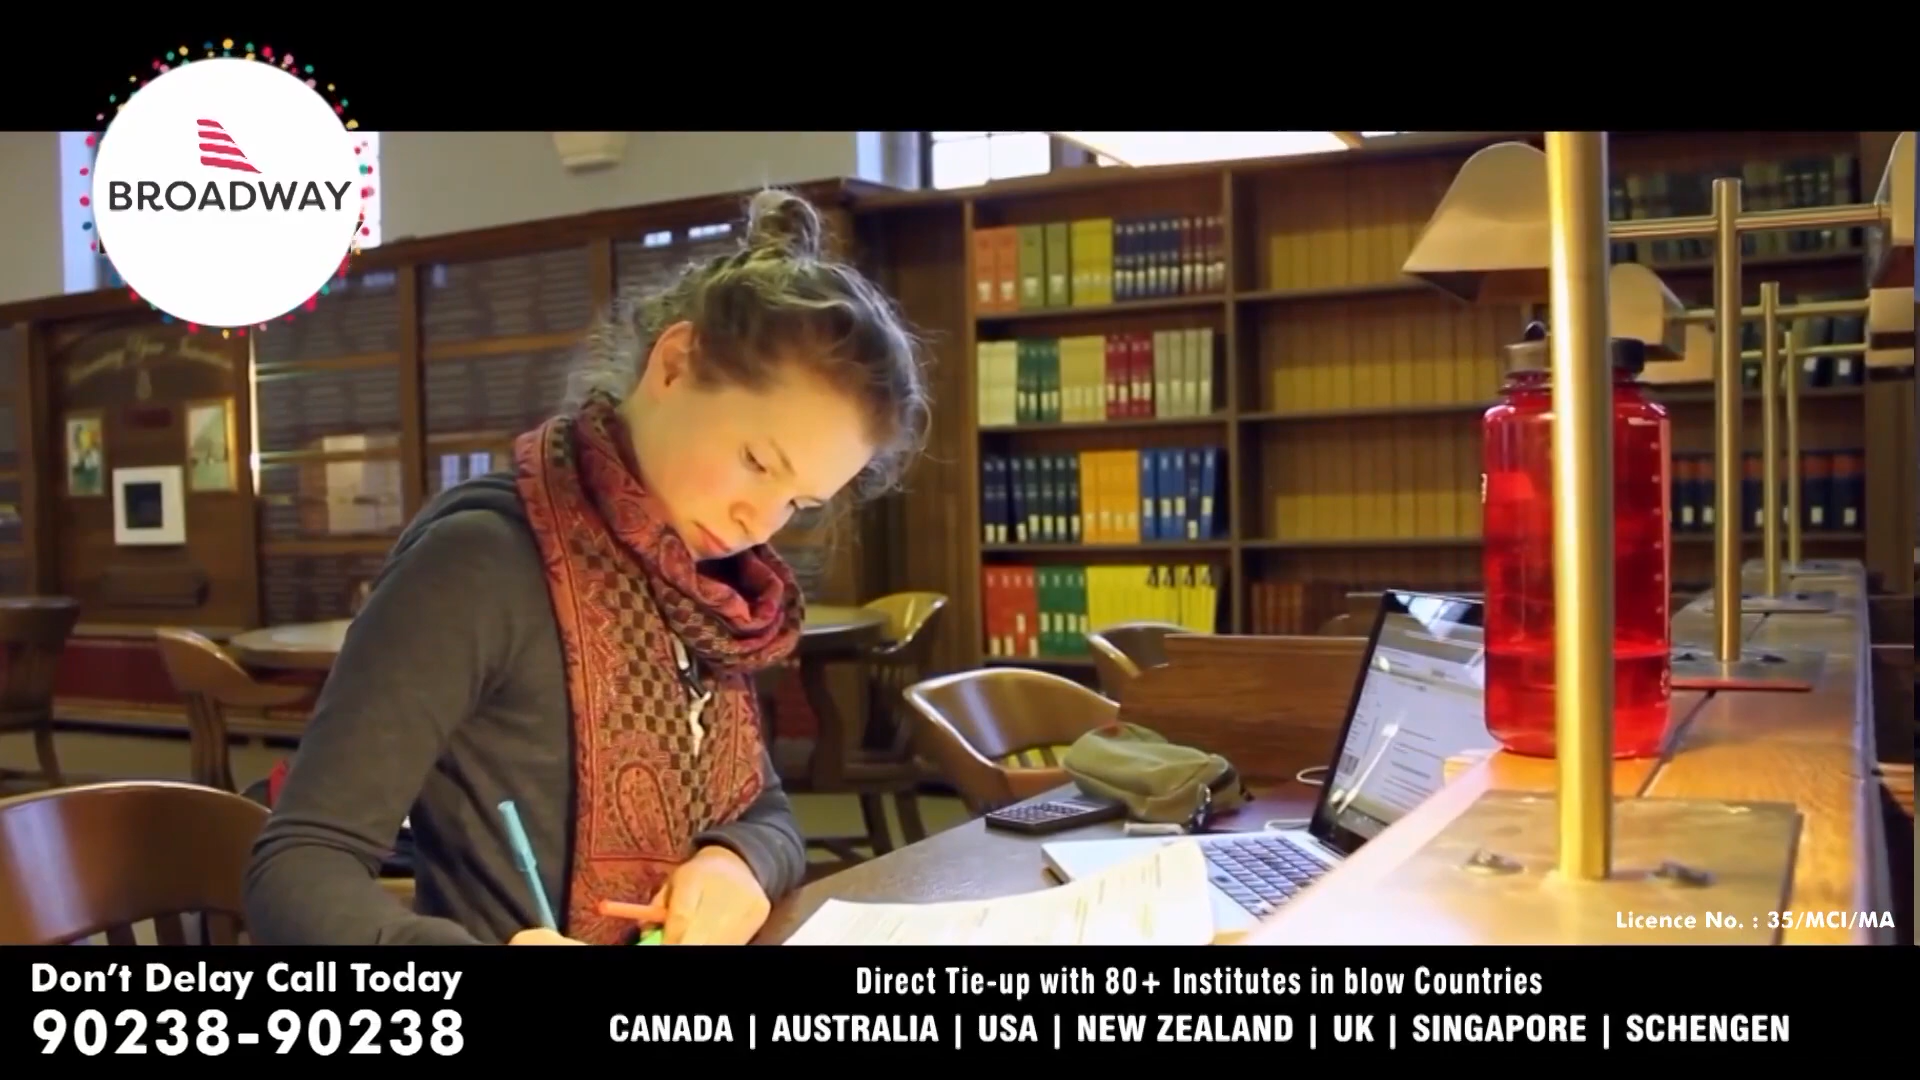 BROADWAY
Licence No. : 35/MCI/MA
Don't Delay Call Today
90238-90238
Direct Tie-up with 80+ Institutes in blow Countries
CANADA | AUSTRALIA | USA | NEW ZEALAND | UK | SINGAPORE | SCHENGEN